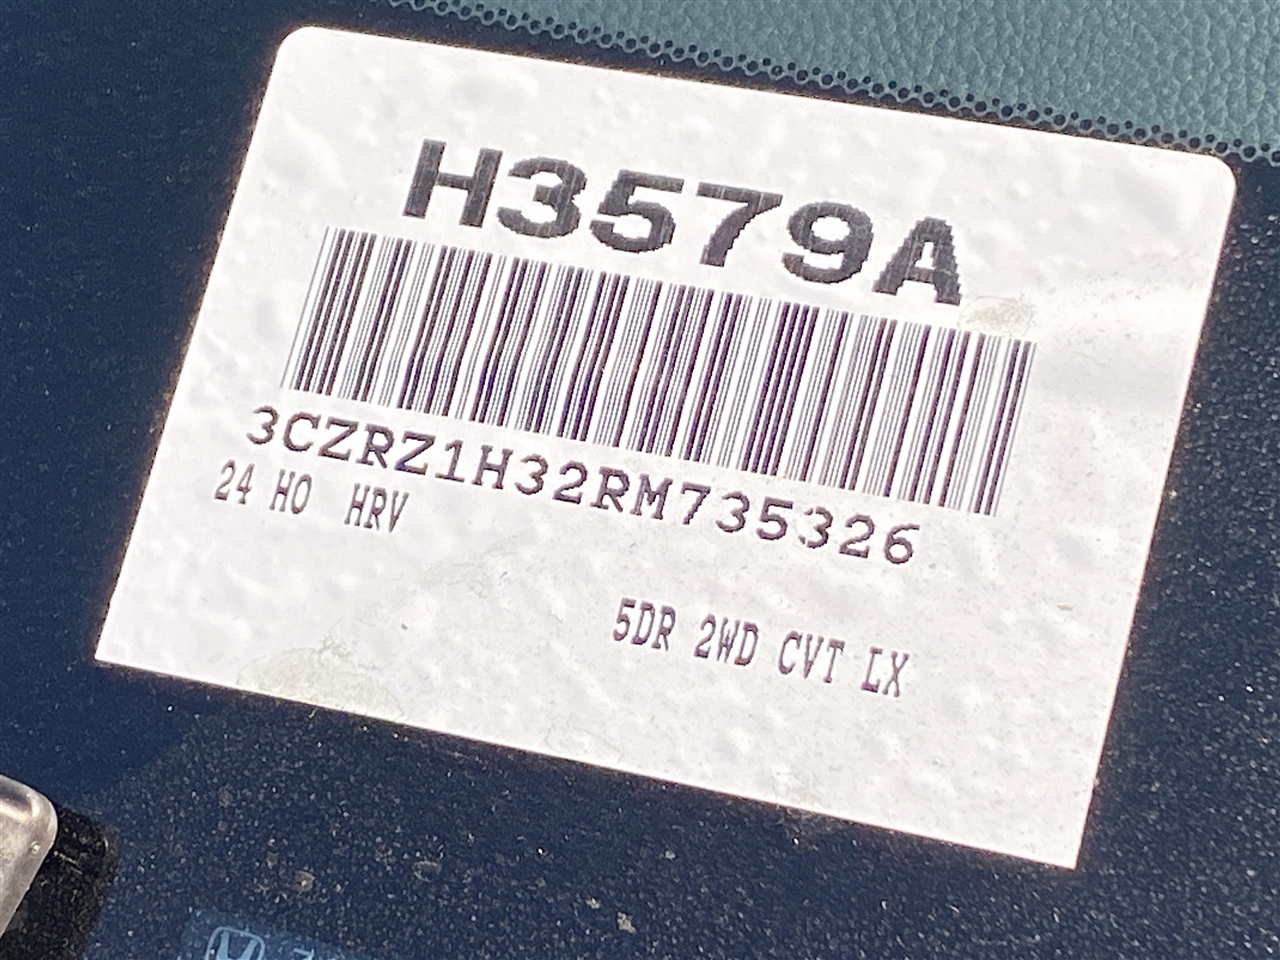 H3579A
3CZRZ1H32RM735326
24 HO HRV
5DR 2WD CVT LX